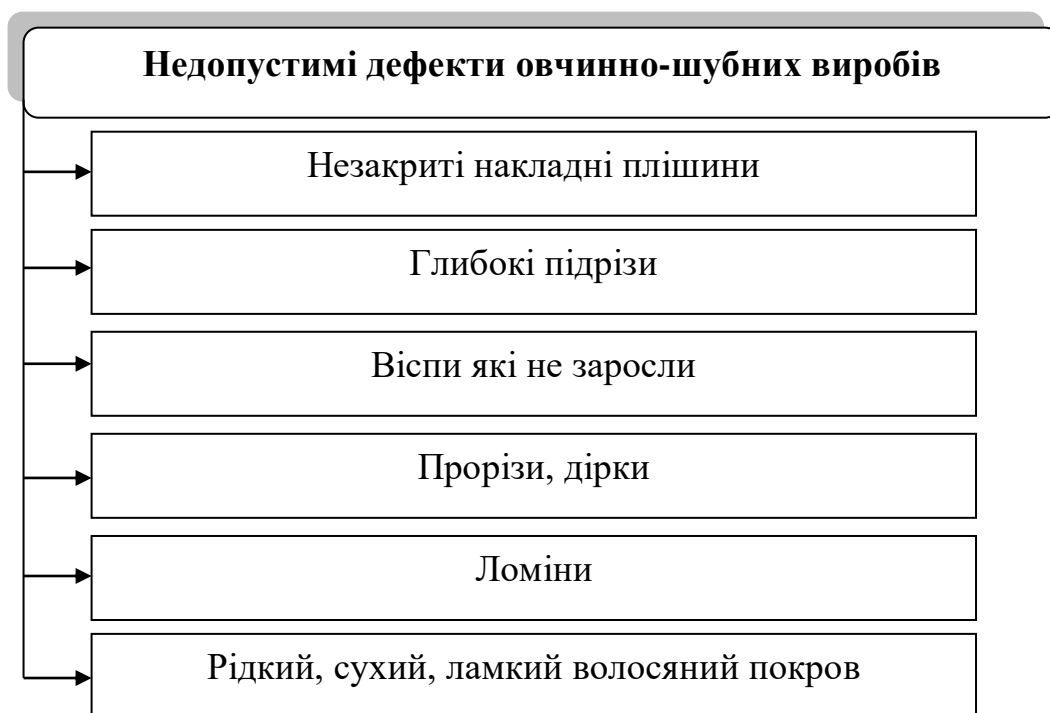 Недопустимі дефекти овчинно-шубних виробів
Незакриті накладні плішини
Глибокі підрізи
Віспи які не заросли
Прорізи, дірки
Ломіни
Рідкий, сухий, ламкий волосяний покров